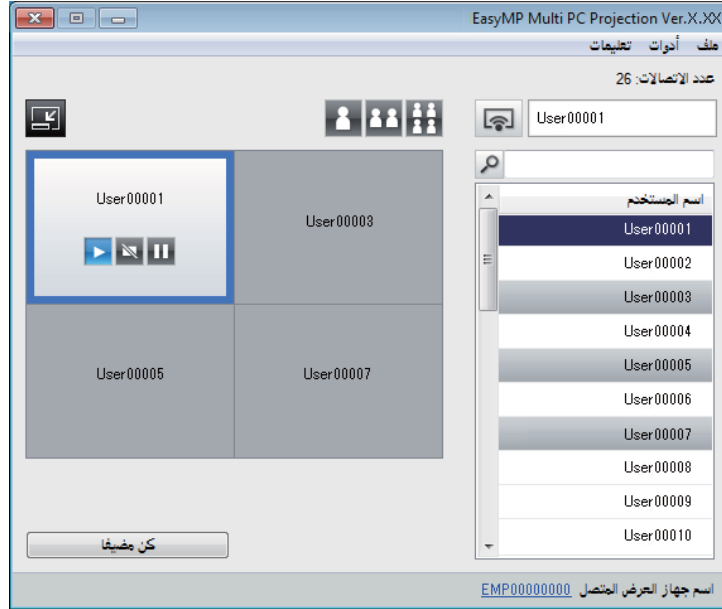 EasyMP Multi PC Projection Ver.X.XX
ملف أدوات تعليمات
عدد الاتصالات: 26
User00001
اسم المستخدم
User00001
User00002
User00003
User00004
User00005
User00006
User00007
User00008
User00009
User00010
User00001
User00003
User00005
User00007
كن مضيفا
اسم جهاز العرض المتصل EMP00000000